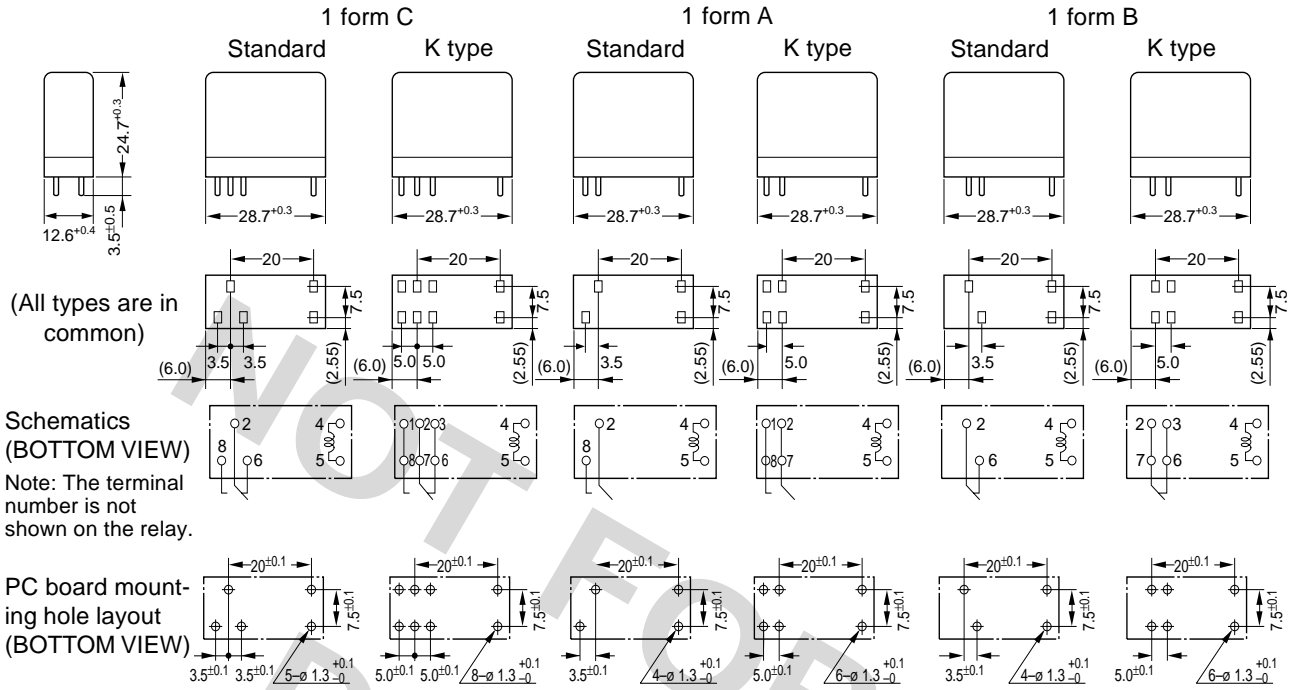 1 form C 1 form A 1 form B
Standard K type Standard K type Standard K type
24.7+0.3
12.6+0.4
3.5±0.5
28.7+0.3 28.7+0.3 28.7+0.3 28.7+0.3 28.7+0.3 28.7+0.3
20 20 20 20 20 20
(All types are in
common)
7.5 7.5 7.5 7.5 7.5 7.5
3.5 3.5 5.0 5.0 3.5 5.0 3.5 5.0
(6.0) (6.0) (6.0) (6.0) (6.0) (6.0)
(2.55) (2.55) (2.55) (2.55) (2.55) (2.55)
Schematics
(BOTTOM VIEW)
2 4 1 2 3 4 2 4 1 2 4 2 4 2 3 4
8 6 5 8 7 6 5 8 5 8 7 5 6 5 7 6 5
Note: The terminal
number is not
shown on the relay.
PC board mount-
ing hole layout
(BOTTOM VIEW)
20±0.1 20±0.1 20±0.1 20±0.1 20±0.1 20±0.1
7.5±0.1 7.5±0.1 7.5±0.1 7.5±0.1 7.5±0.1 7.5±0.1
3.5±0.1 3.5±0.1 5-ø 1.3 +0.1 -0
5.0±0.1 5.0±0.1 8-ø 1.3 +0.1 -0
3.5±0.1 4-ø 1.3 +0.1 -0
5.0±0.1 6-ø 1.3 +0.1 -0
3.5±0.1 4-ø 1.3 +0.1 -0
5.0±0.1 6-ø 1.3 +0.1 -0
NOT FOR